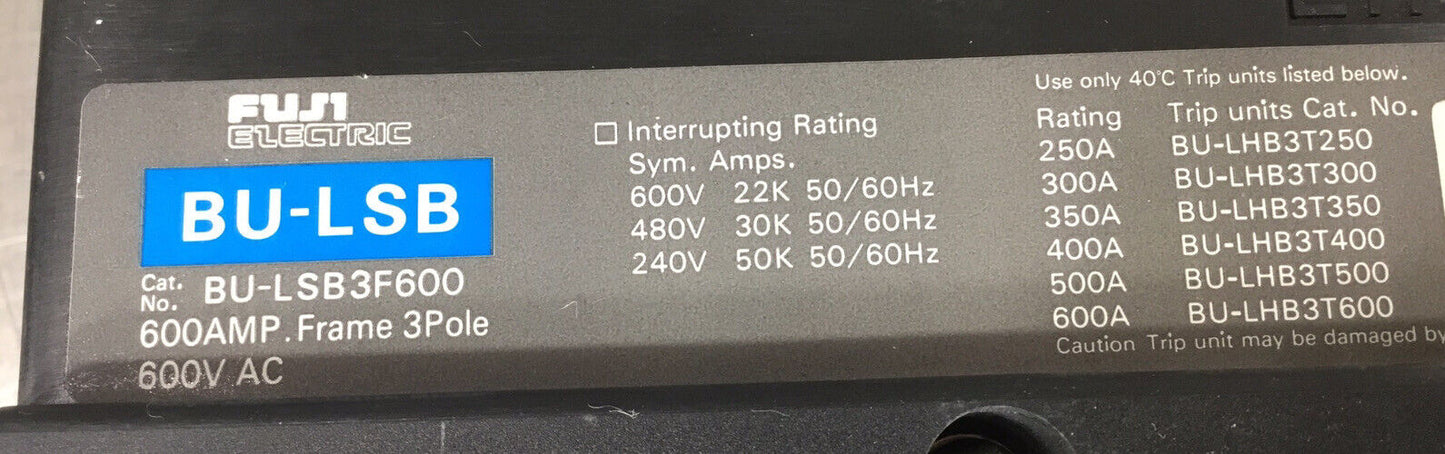 FUJI
ELECTRIC
BU-LSB
Cat. No. BU-LSB3F600
600AMP. Frame 3Pole
600V AC
Interrupting Rating
Sym. Amps.
600V 22K 50/60Hz
480V 30K 50/60Hz
240V 50K 50/60Hz
Use only 40°C Trip units listed below.
Rating Trip units Cat. No.
250A BU-LHB3T250
300A BU-LHB3T300
350A BU-LHB3T350
400A BU-LHB3T400
500A BU-LHB3T500
600A BU-LHB3T600
Caution Trip unit may be damaged by